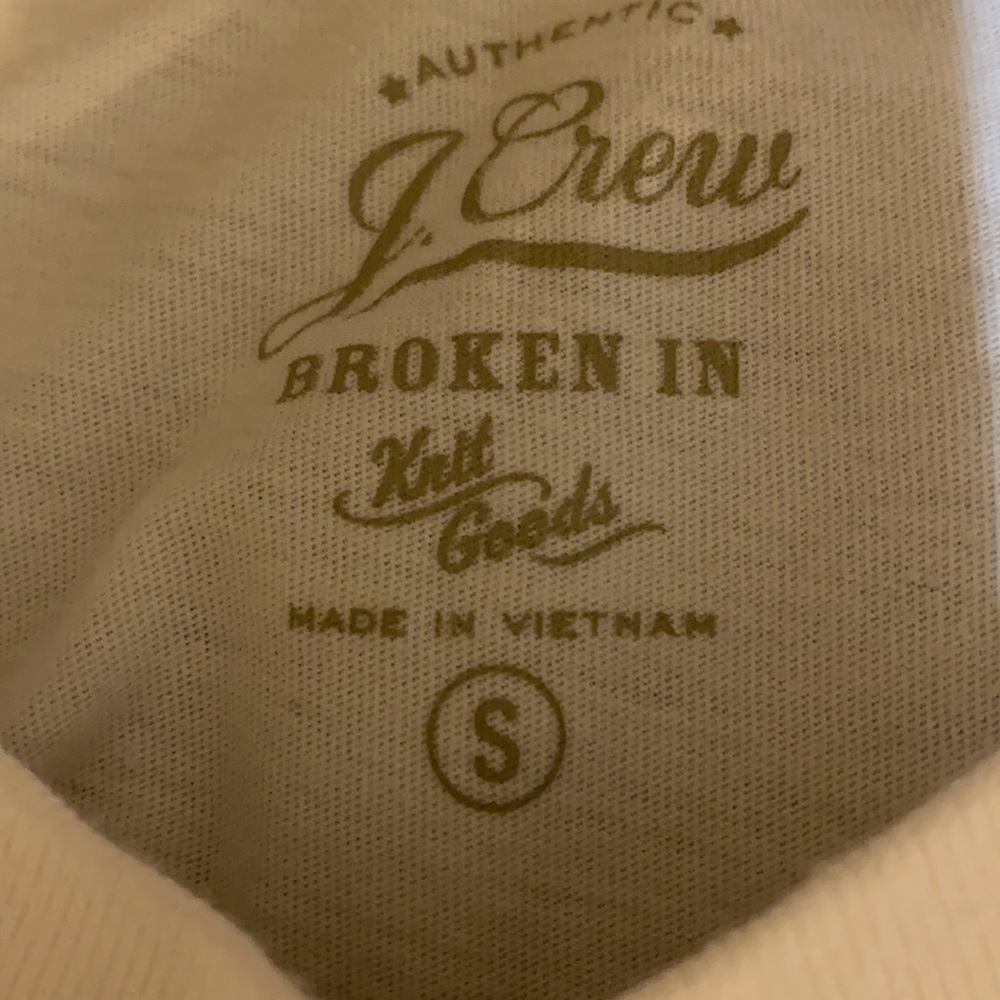 AUTHENTIC
J.Crew
BROKEN IN
Knit
Goods
MADE IN VIETNAM
S